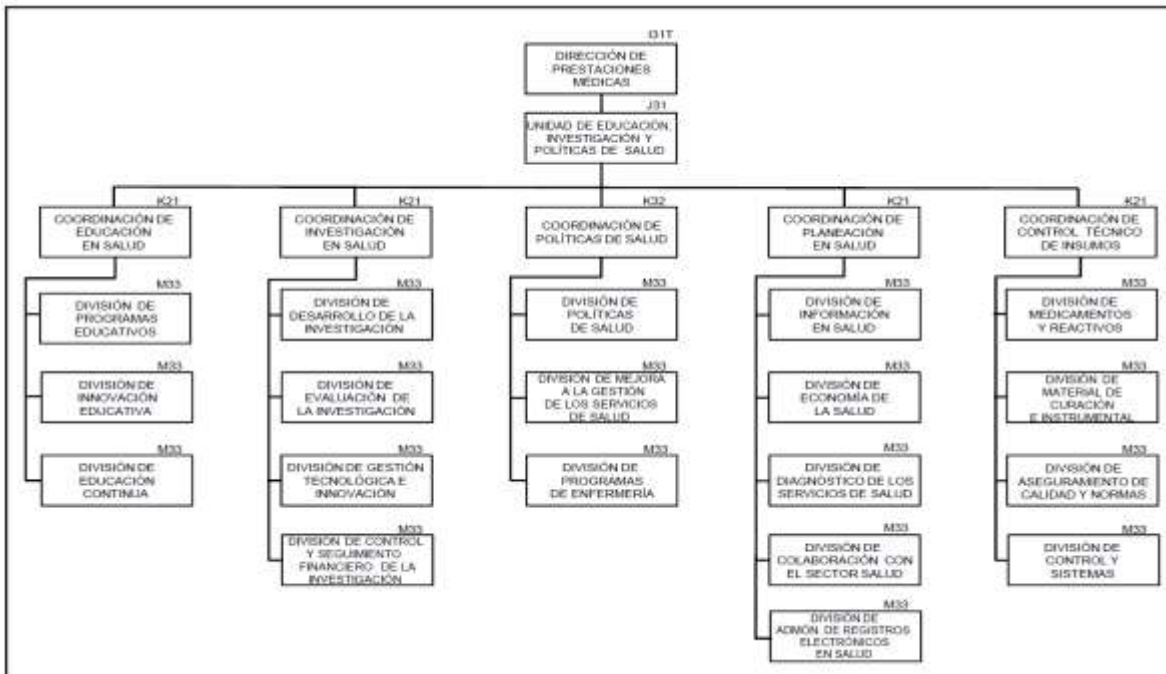 I31T
DIRECCIÓN DE
PRESTACIONES
MÉDICAS
J31
UNIDAD DE EDUCACIÓN,
INVESTIGACIÓN Y
POLÍTICAS DE SALUD
K21
COORDINACIÓN DE
EDUCACIÓN
EN SALUD
M33
DIVISIÓN DE
PROGRAMAS
EDUCATIVOS
M33
DIVISIÓN DE
INNOVACIÓN
EDUCATIVA
M33
DIVISIÓN DE
EDUCACIÓN
CONTINUA
K21
COORDINACIÓN DE
INVESTIGACIÓN
EN SALUD
M33
DIVISIÓN DE
DESARROLLO DE LA
INVESTIGACIÓN
M33
DIVISIÓN DE
EVALUACIÓN DE
LA INVESTIGACIÓN
M33
DIVISIÓN DE GESTIÓN
TECNOLÓGICA E
INNOVACIÓN
M33
DIVISIÓN DE CONTROL
Y SEGUIMIENTO
FINANCIERO DE LA
INVESTIGACIÓN
K32
COORDINACIÓN DE
POLÍTICAS DE SALUD
M33
DIVISIÓN DE
POLÍTICAS
DE SALUD
M33
DIVISIÓN DE MEJORA
A LA GESTIÓN
DE LOS SERVICIOS
DE SALUD
M33
DIVISIÓN DE
PROGRAMAS
DE ENFERMERÍA
K21
COORDINACIÓN DE
PLANEACIÓN
EN SALUD
M33
DIVISIÓN DE
INFORMACIÓN
EN SALUD
M33
DIVISIÓN DE
ECONOMÍA DE
LA SALUD
M33
DIVISIÓN DE
DIAGNÓSTICO DE LOS
SERVICIOS DE SALUD
M33
DIVISIÓN DE
COLABORACIÓN CON
EL SECTOR SALUD
M33
DIVISIÓN DE
ADMÓN. DE REGISTROS
ELECTRÓNICOS
EN SALUD
K21
COORDINACIÓN DE
CONTROL TÉCNICO
DE INSUMOS
M33
DIVISIÓN DE
MEDICAMENTOS
Y REACTIVOS
M33
DIVISIÓN DE
MATERIAL DE
CURACIÓN
E INSTRUMENTAL
M33
DIVISIÓN DE
ASEGURAMIENTO DE
CALIDAD Y NORMAS
M33
DIVISIÓN DE
CONTROL Y
SISTEMAS